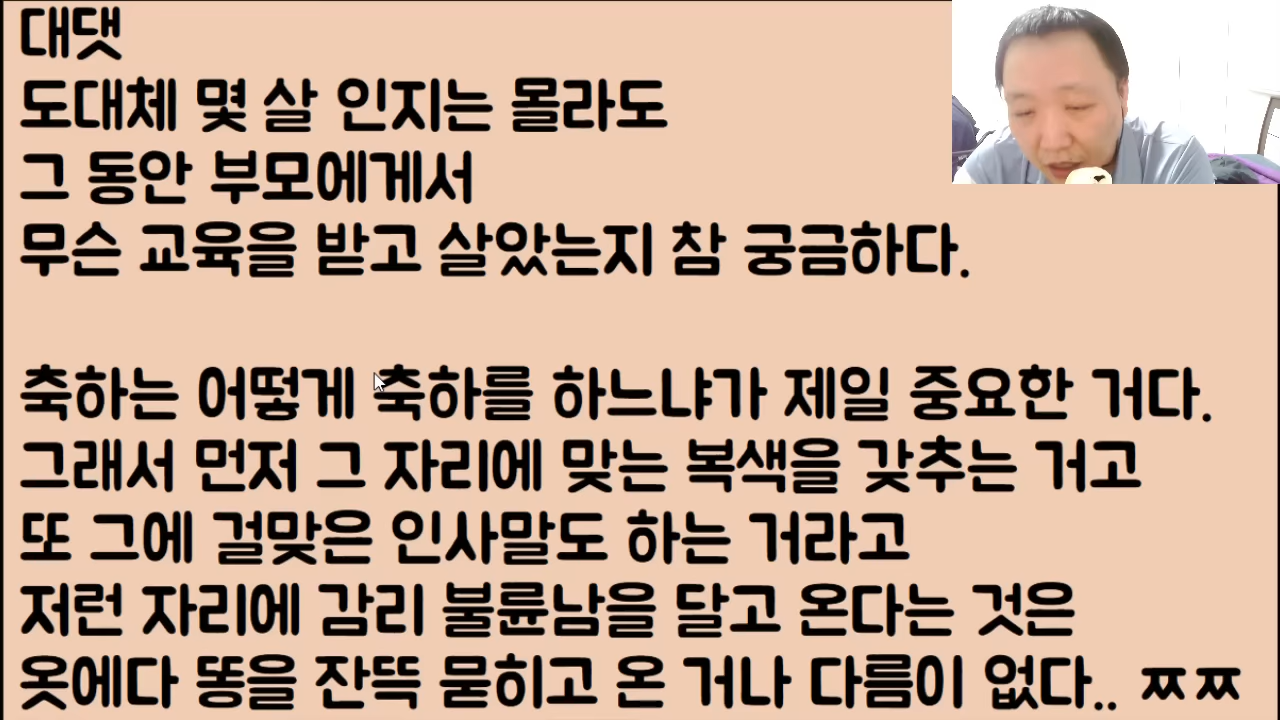 대댓
도대체 몇 살 인지는 몰라도
그 동안 부모에게서
무슨 교육을 받고 살았는지 참 궁금하다.
축하는 어떻게 축하를 하느냐가 제일 중요한 거다.
그래서 먼저 그 자리에 맞는 복색을 갖추는 거고
또 그에 걸맞은 인사말도 하는 거라고
저런 자리에 감리 불륜남을 달고 온다는 것은
옷에다 똥을 잔뜩 묻히고 온 거나 다름이 없다.. ㅉㅉ